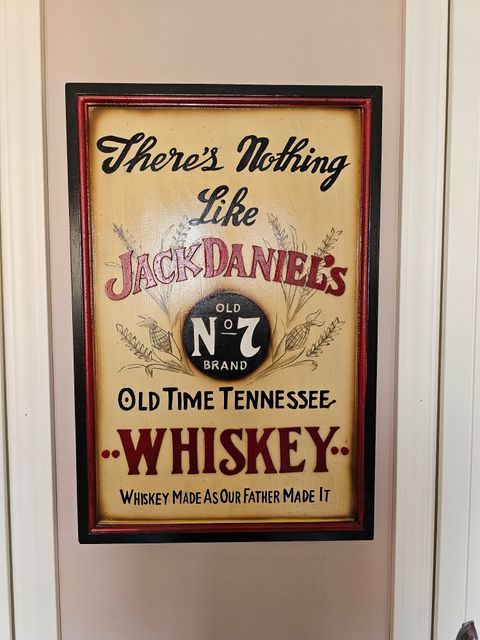 There's Nothing
Like
JACK DANIEL'S
OLD
No 7
BRAND
OLD TIME TENNESSEE
WHISKEY
WHISKEY MADE AS OUR FATHER MADE IT